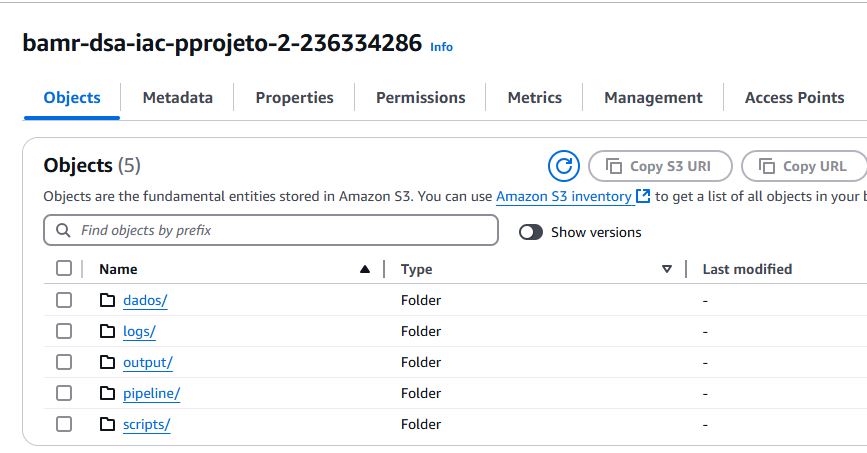 bamr-dsa-iac-pprojeto-2-236334286 Info
Objects Metadata Properties Permissions Metrics Management Access Points
Objects (5) Copy S3 URI Copy URL
Objects are the fundamental entities stored in Amazon S3. You can use Amazon S3 inventory to get a list of all objects in your
Find objects by prefix Show versions
Name Type Last modified
dados/ Folder -
logs/ Folder -
output/ Folder -
pipeline/ Folder -
scripts/ Folder -